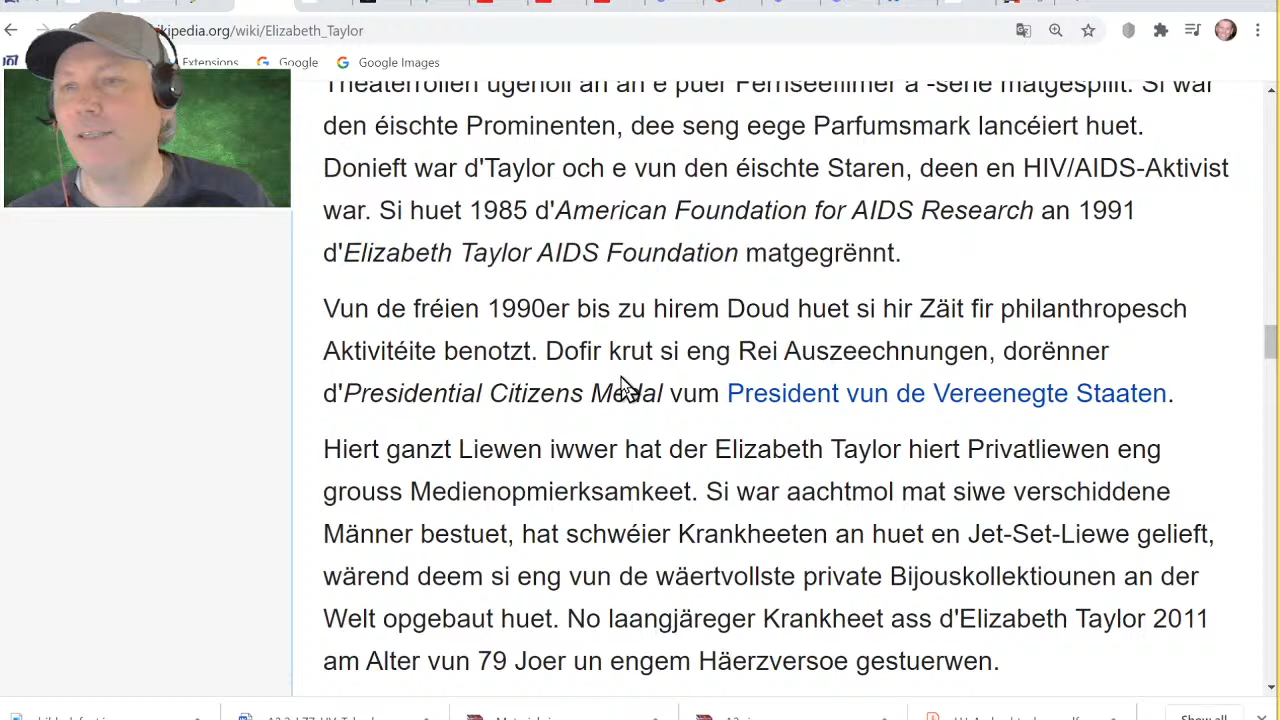 kipedia.org/wiki/Elizabeth_Taylor
Extensions Google Google Images
Theaterrollen ugeholl an an e puer Fernseefilmer a -serie matgespillt. Si war
den éischte Prominenten, dee seng eege Parfumsmark lancéiert huet.
Donieft war d'Taylor och e vun den éischte Staren, deen en HIV/AIDS-Aktivist
war. Si huet 1985 d'American Foundation for AIDS Research an 1991
d'Elizabeth Taylor AIDS Foundation matgegrënnt.
Vun de fréien 1990er bis zu hirem Doud huet si hir Zäit fir philanthropesch
Aktivitéite benotzt. Dofir krut si eng Rei Auszeechnungen, dorënner
d'Presidential Citizens Medal vum President vun de Vereenegte Staaten.
Hiert ganzt Liewen iwwer hat der Elizabeth Taylor hiert Privatliewen eng
grouss Medienopmierksamkeet. Si war aachtmol mat siwe verschiddene
Männer bestuet, hat schwéier Krankheeten an huet en Jet-Set-Liewe gelieft,
wärend deem si eng vun de wäertvollste private Bijouskollektiounen an der
Welt opgebaut huet. No laangjäreger Krankheet ass d'Elizabeth Taylor 2011
am Alter vun 79 Joer un engem Häerzversoe gestuerwen.
Show all